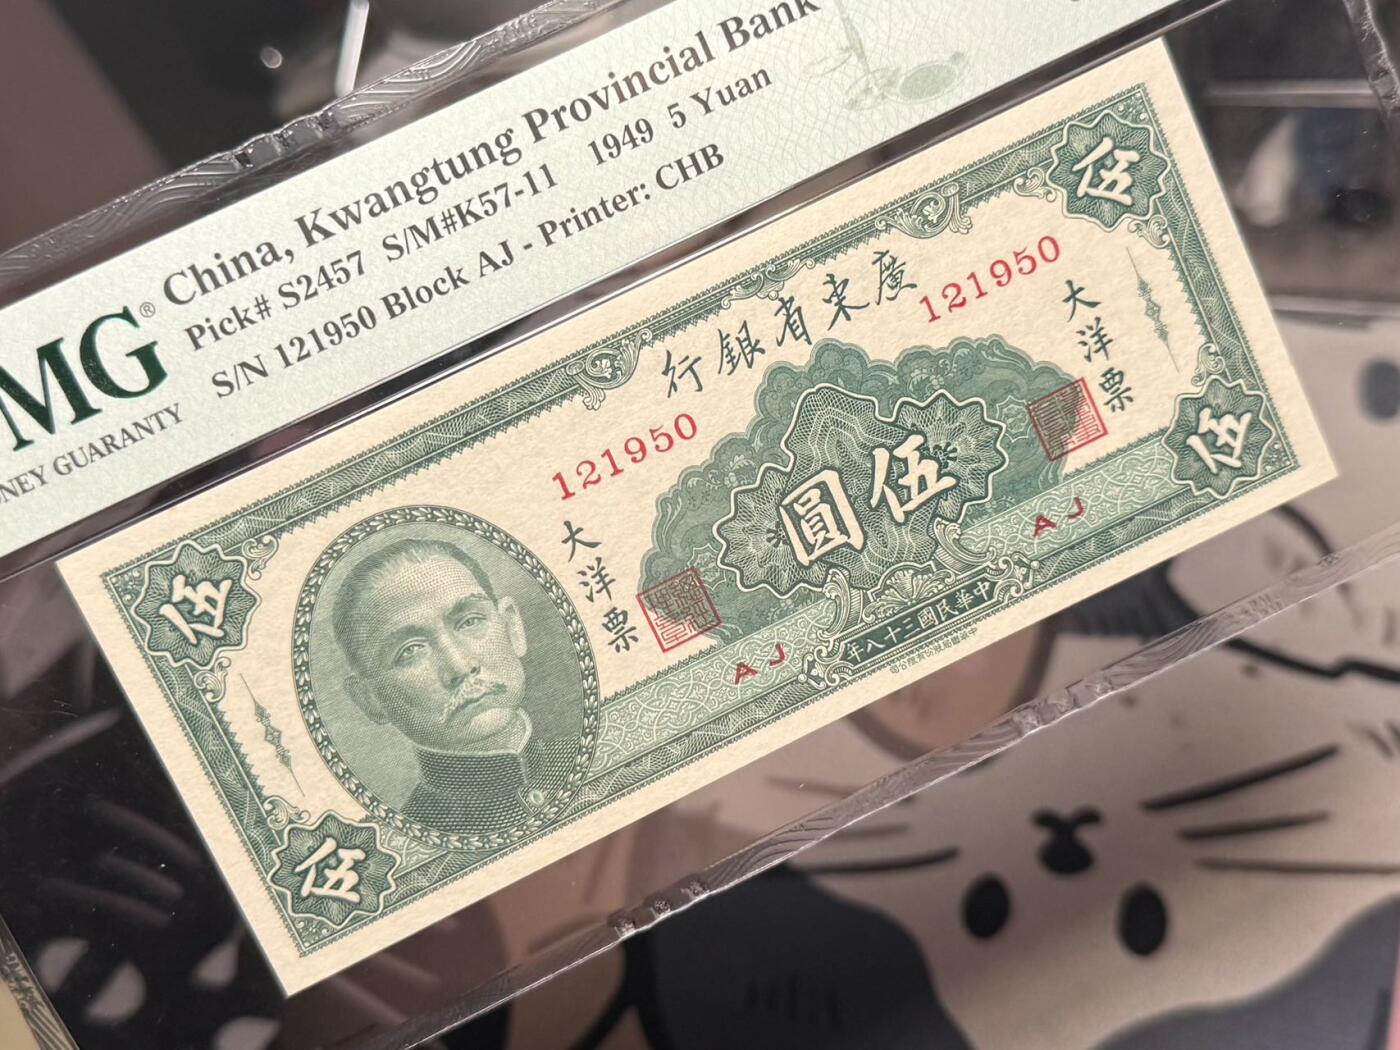 China, Kwangtung Provincial Bank
Pick# S2457 S/M#K57-11 1949 5 Yuan
S/N 121950 Block AJ - Printer: CHB
MG®
NEY GUARANTY
廣東省銀行
121950
121950
大洋票
大洋票
伍圓
伍
伍
伍
伍
AJ
AJ
中華民國三十八年